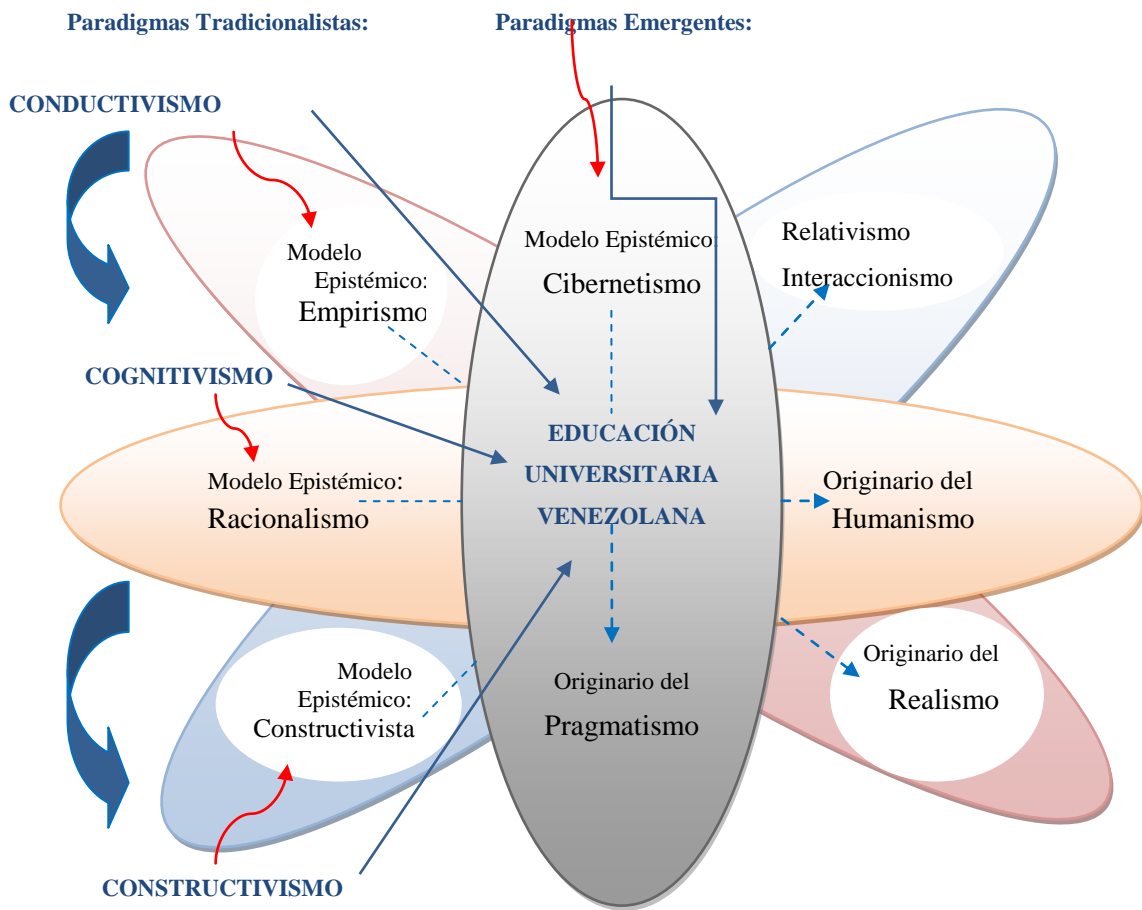 Paradigmas Tradicionalistas:
Paradigmas Emergentes:
CONDUCTIVISMO
Modelo
Epistémico:
Empirismo
Modelo Epistémico:
Cibernetismo
Relativismo
Interaccionismo
COGNITIVISMO
Modelo Epistémico:
Racionalismo
EDUCACIÓN
UNIVERSITARIA
VENEZOLANA
Originario del
Humanismo
Modelo
Epistémico:
Constructivista
Originario del
Pragmatismo
Originario del
Realismo
CONSTRUCTIVISMO